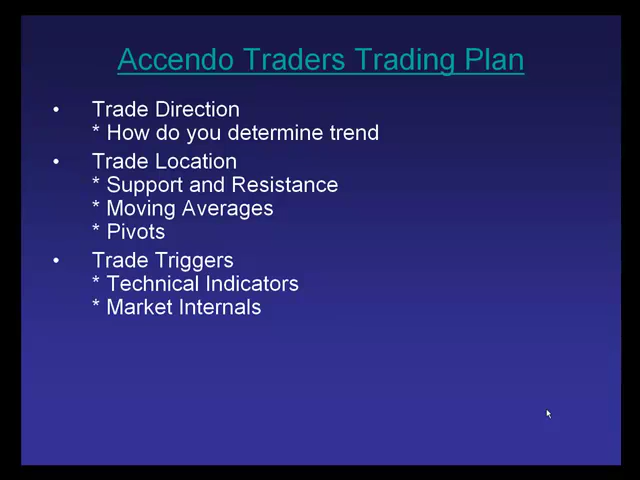 Accendo Traders Trading Plan
• Trade Direction
* How do you determine trend
• Trade Location
* Support and Resistance
* Moving Averages
* Pivots
• Trade Triggers
* Technical Indicators
* Market Internals